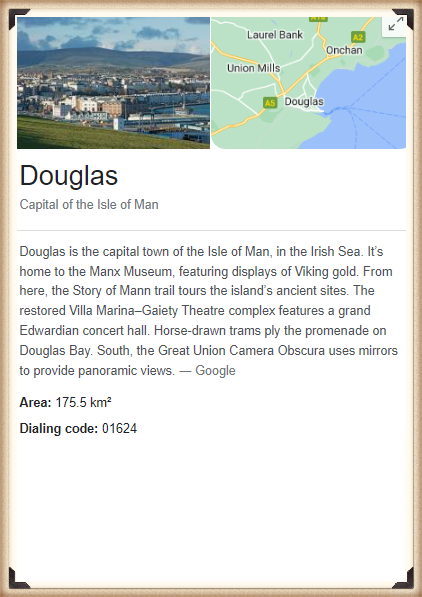 A18
Laurel Bank
A2
Onchan
Union Mills
A5
Douglas
Douglas
Capital of the Isle of Man
Douglas is the capital town of the Isle of Man, in the Irish Sea. It's
home to the Manx Museum, featuring displays of Viking gold. From
here, the Story of Mann trail tours the island's ancient sites. The
restored Villa Marina–Gaiety Theatre complex features a grand
Edwardian concert hall. Horse-drawn trams ply the promenade on
Douglas Bay. South, the Great Union Camera Obscura uses mirrors
to provide panoramic views. — Google
Area: 175.5 km²
Dialing code: 01624